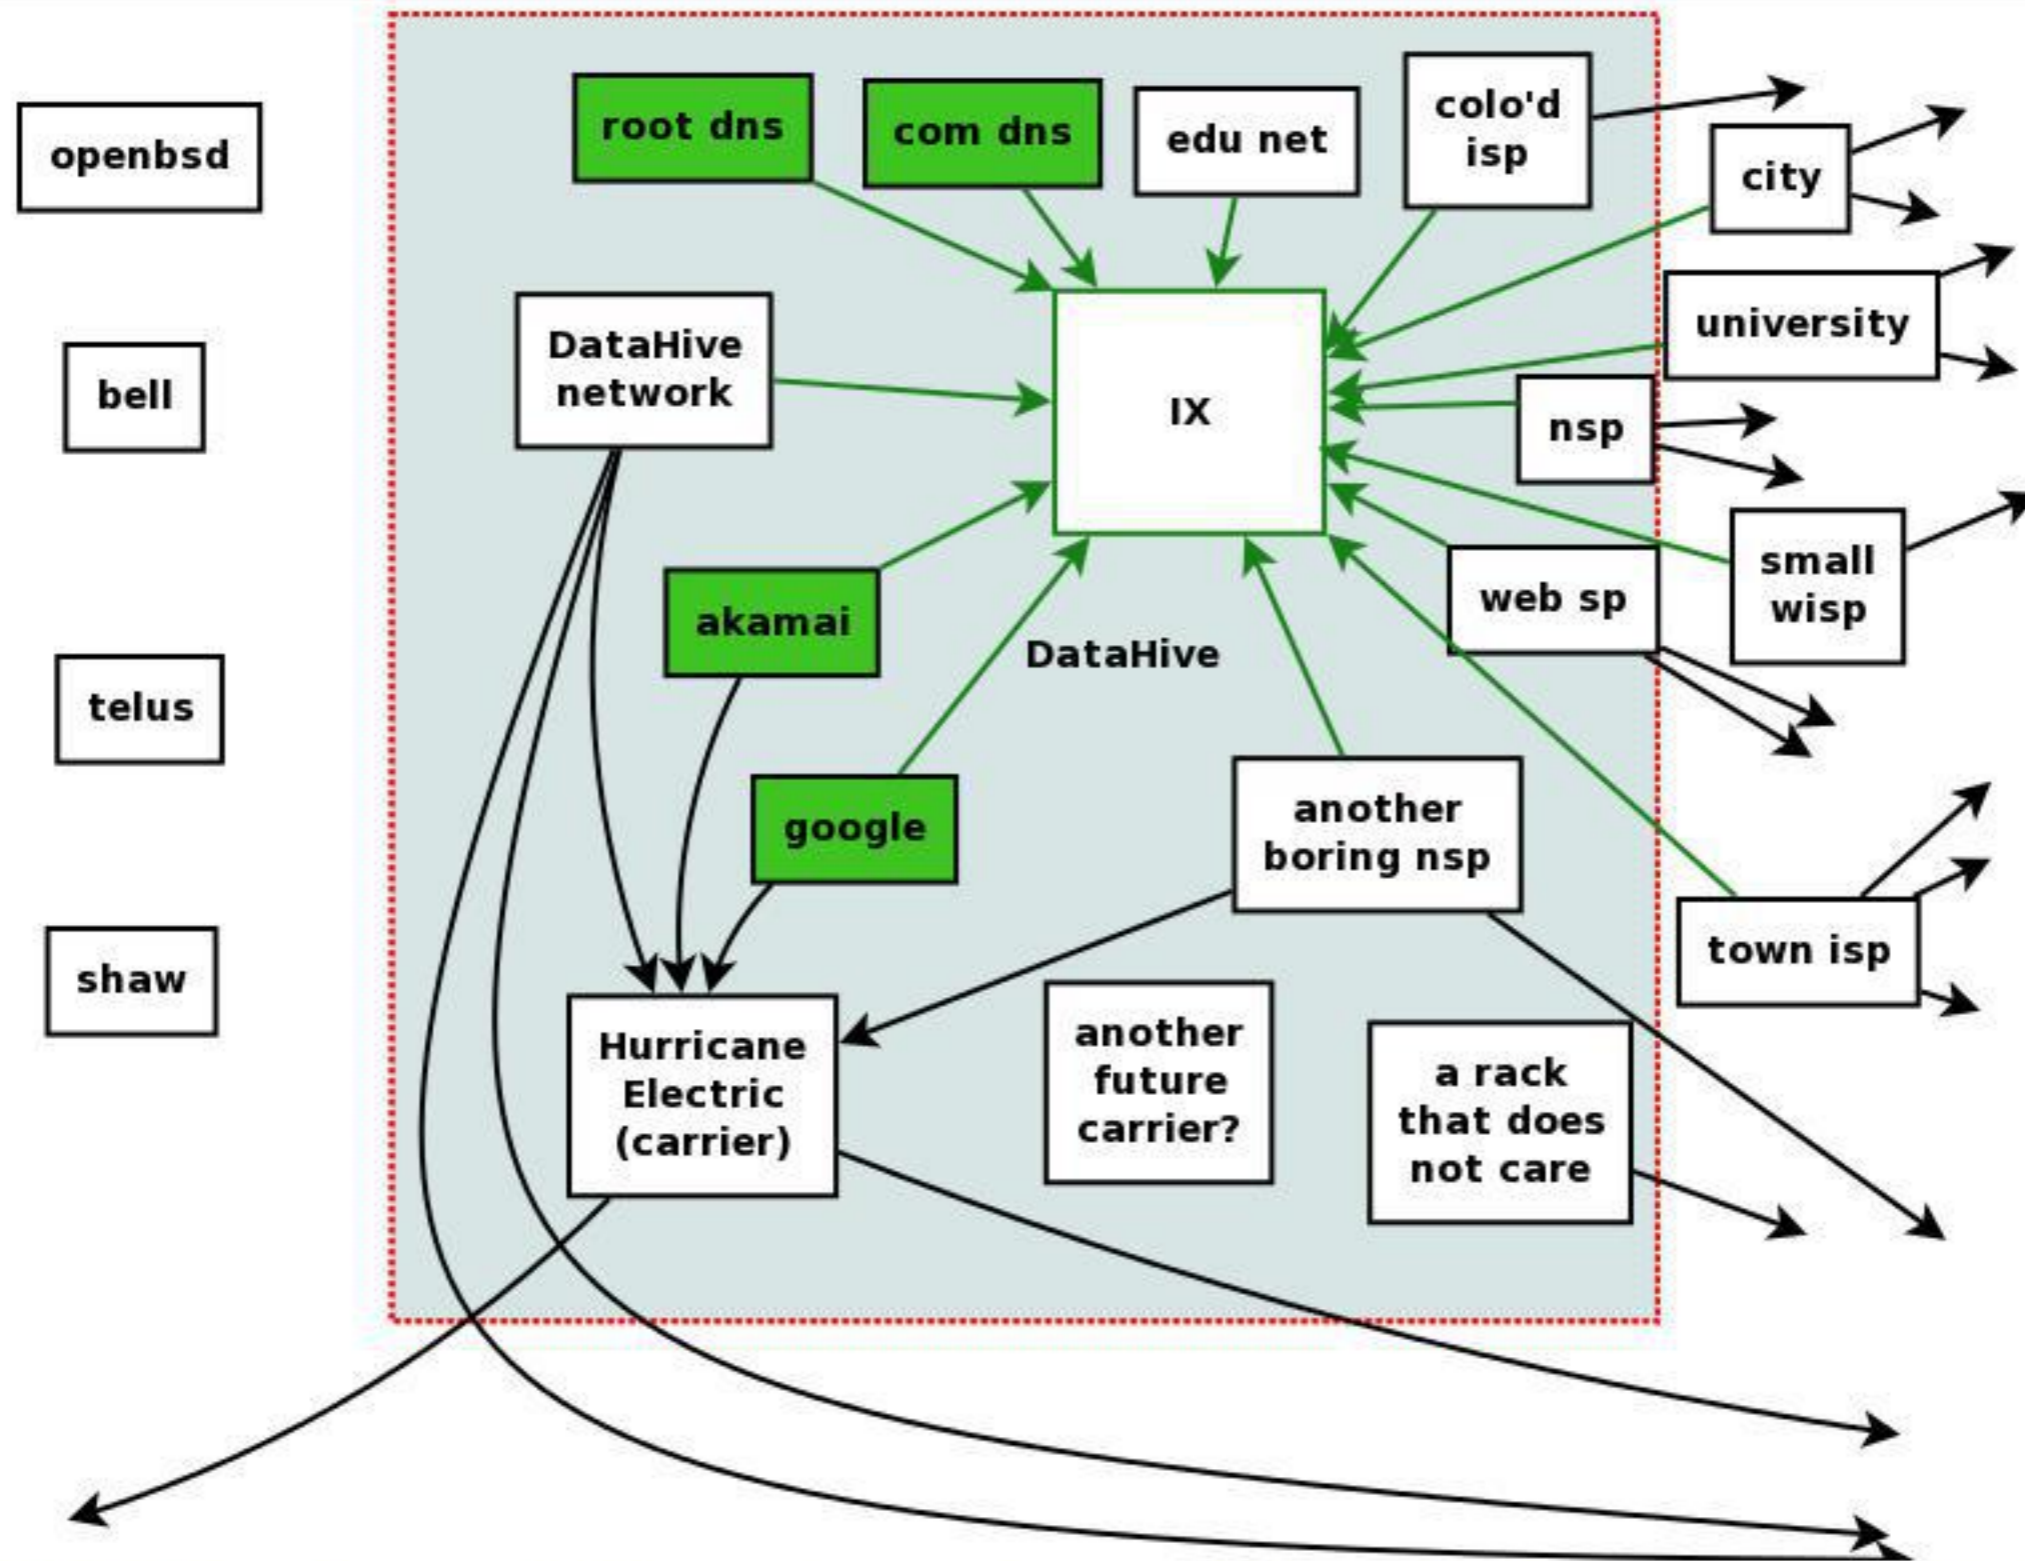 openbsd
bell
telus
shaw
root dns
com dns
edu net
colo'd
isp
city
university
DataHive
network
IX
nsp
small
wisp
web sp
akamai
DataHive
google
another
boring nsp
town isp
Hurricane
Electric
(carrier)
another
future
carrier?
a rack
that does
not care